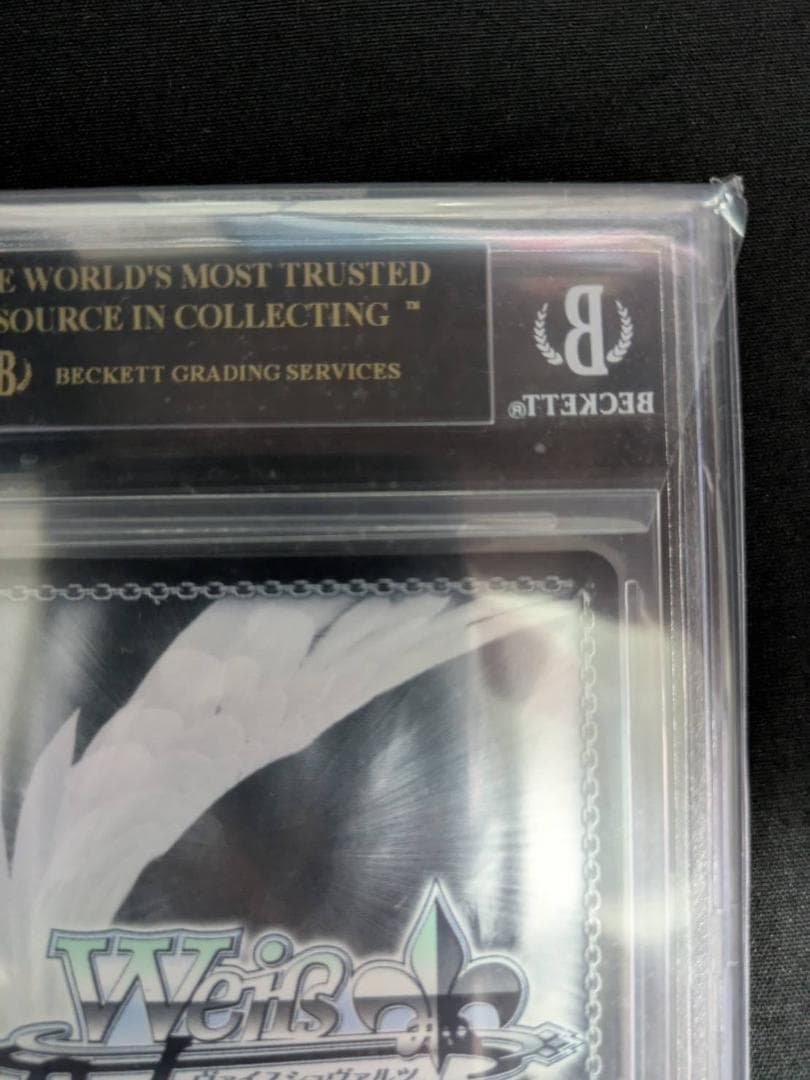 E WORLD'S MOST TRUSTED
SOURCE IN COLLECTING ™
B
BECKETT GRADING SERVICES
B
BECKETT®
Weiß
ヴァイスシュヴァルツ